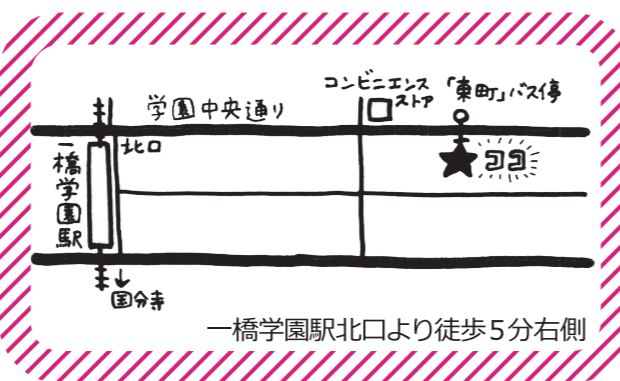 コンビニエンス
ストア
「東町」バス停
学園中央通り
北口
ココ
一橋学園駅
国分寺
一橋学園駅北口より徒歩5分右側